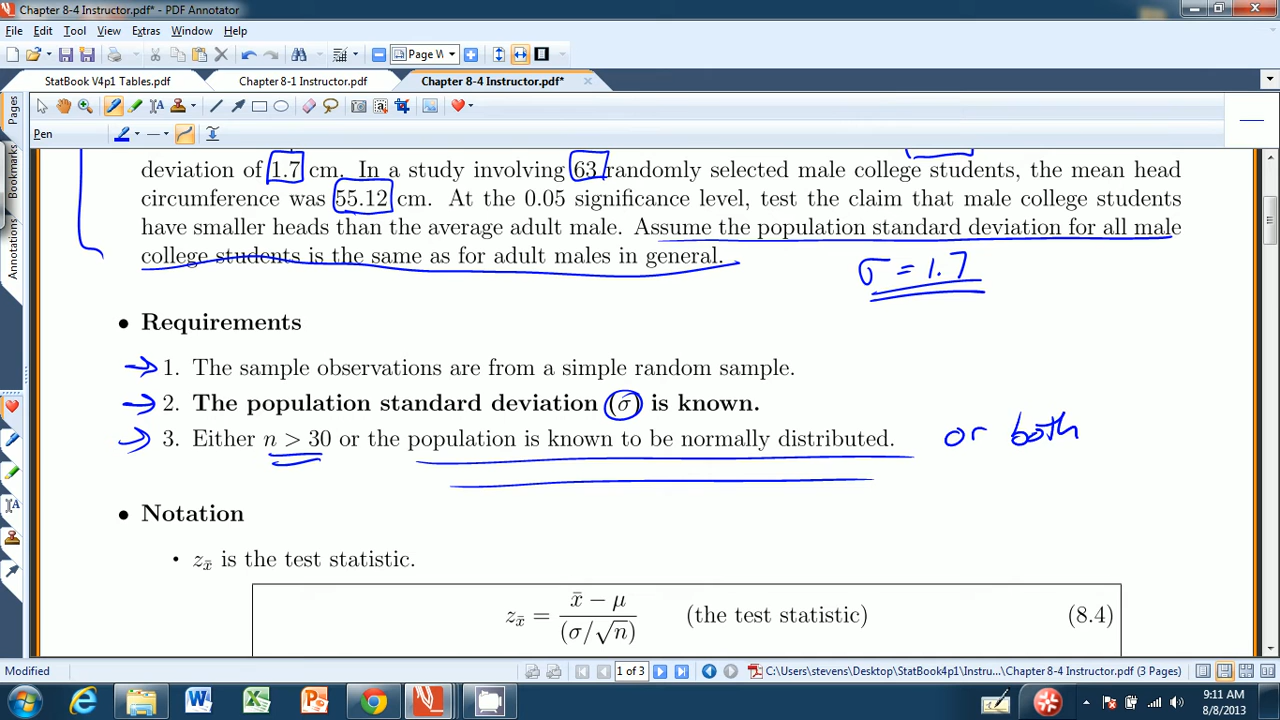 Chapter 8-4 Instructor.pdf* - PDF Annotator
File Edit Tool View Extras Window Help
Page W
StatBook V4p1 Tables.pdf Chapter 8-1 Instructor.pdf Chapter 8-4 Instructor.pdf*
Pen
Pages
Bookmarks
Annotations
deviation of 1.7 cm. In a study involving 63 randomly selected male college students, the mean head
circumference was 55.12 cm. At the 0.05 significance level, test the claim that male college students
have smaller heads than the average adult male. Assume the population standard deviation for all male
college students is the same as for adult males in general.
σ = 1.7
• Requirements
→ 1. The sample observations are from a simple random sample.
→ 2. The population standard deviation (σ) is known.
→ 3. Either n > 30 or the population is known to be normally distributed. or both
• Notation
• z_x̄ is the test statistic.
z_x̄ = (x̄ − μ)/(σ/√n) (the test statistic) (8.4)
Modified 1 of 3 C:\Users\stevens\Desktop\StatBook4p1\Instru...\Chapter 8-4 Instructor.pdf (3 Pages)
9:11 AM
8/8/2013